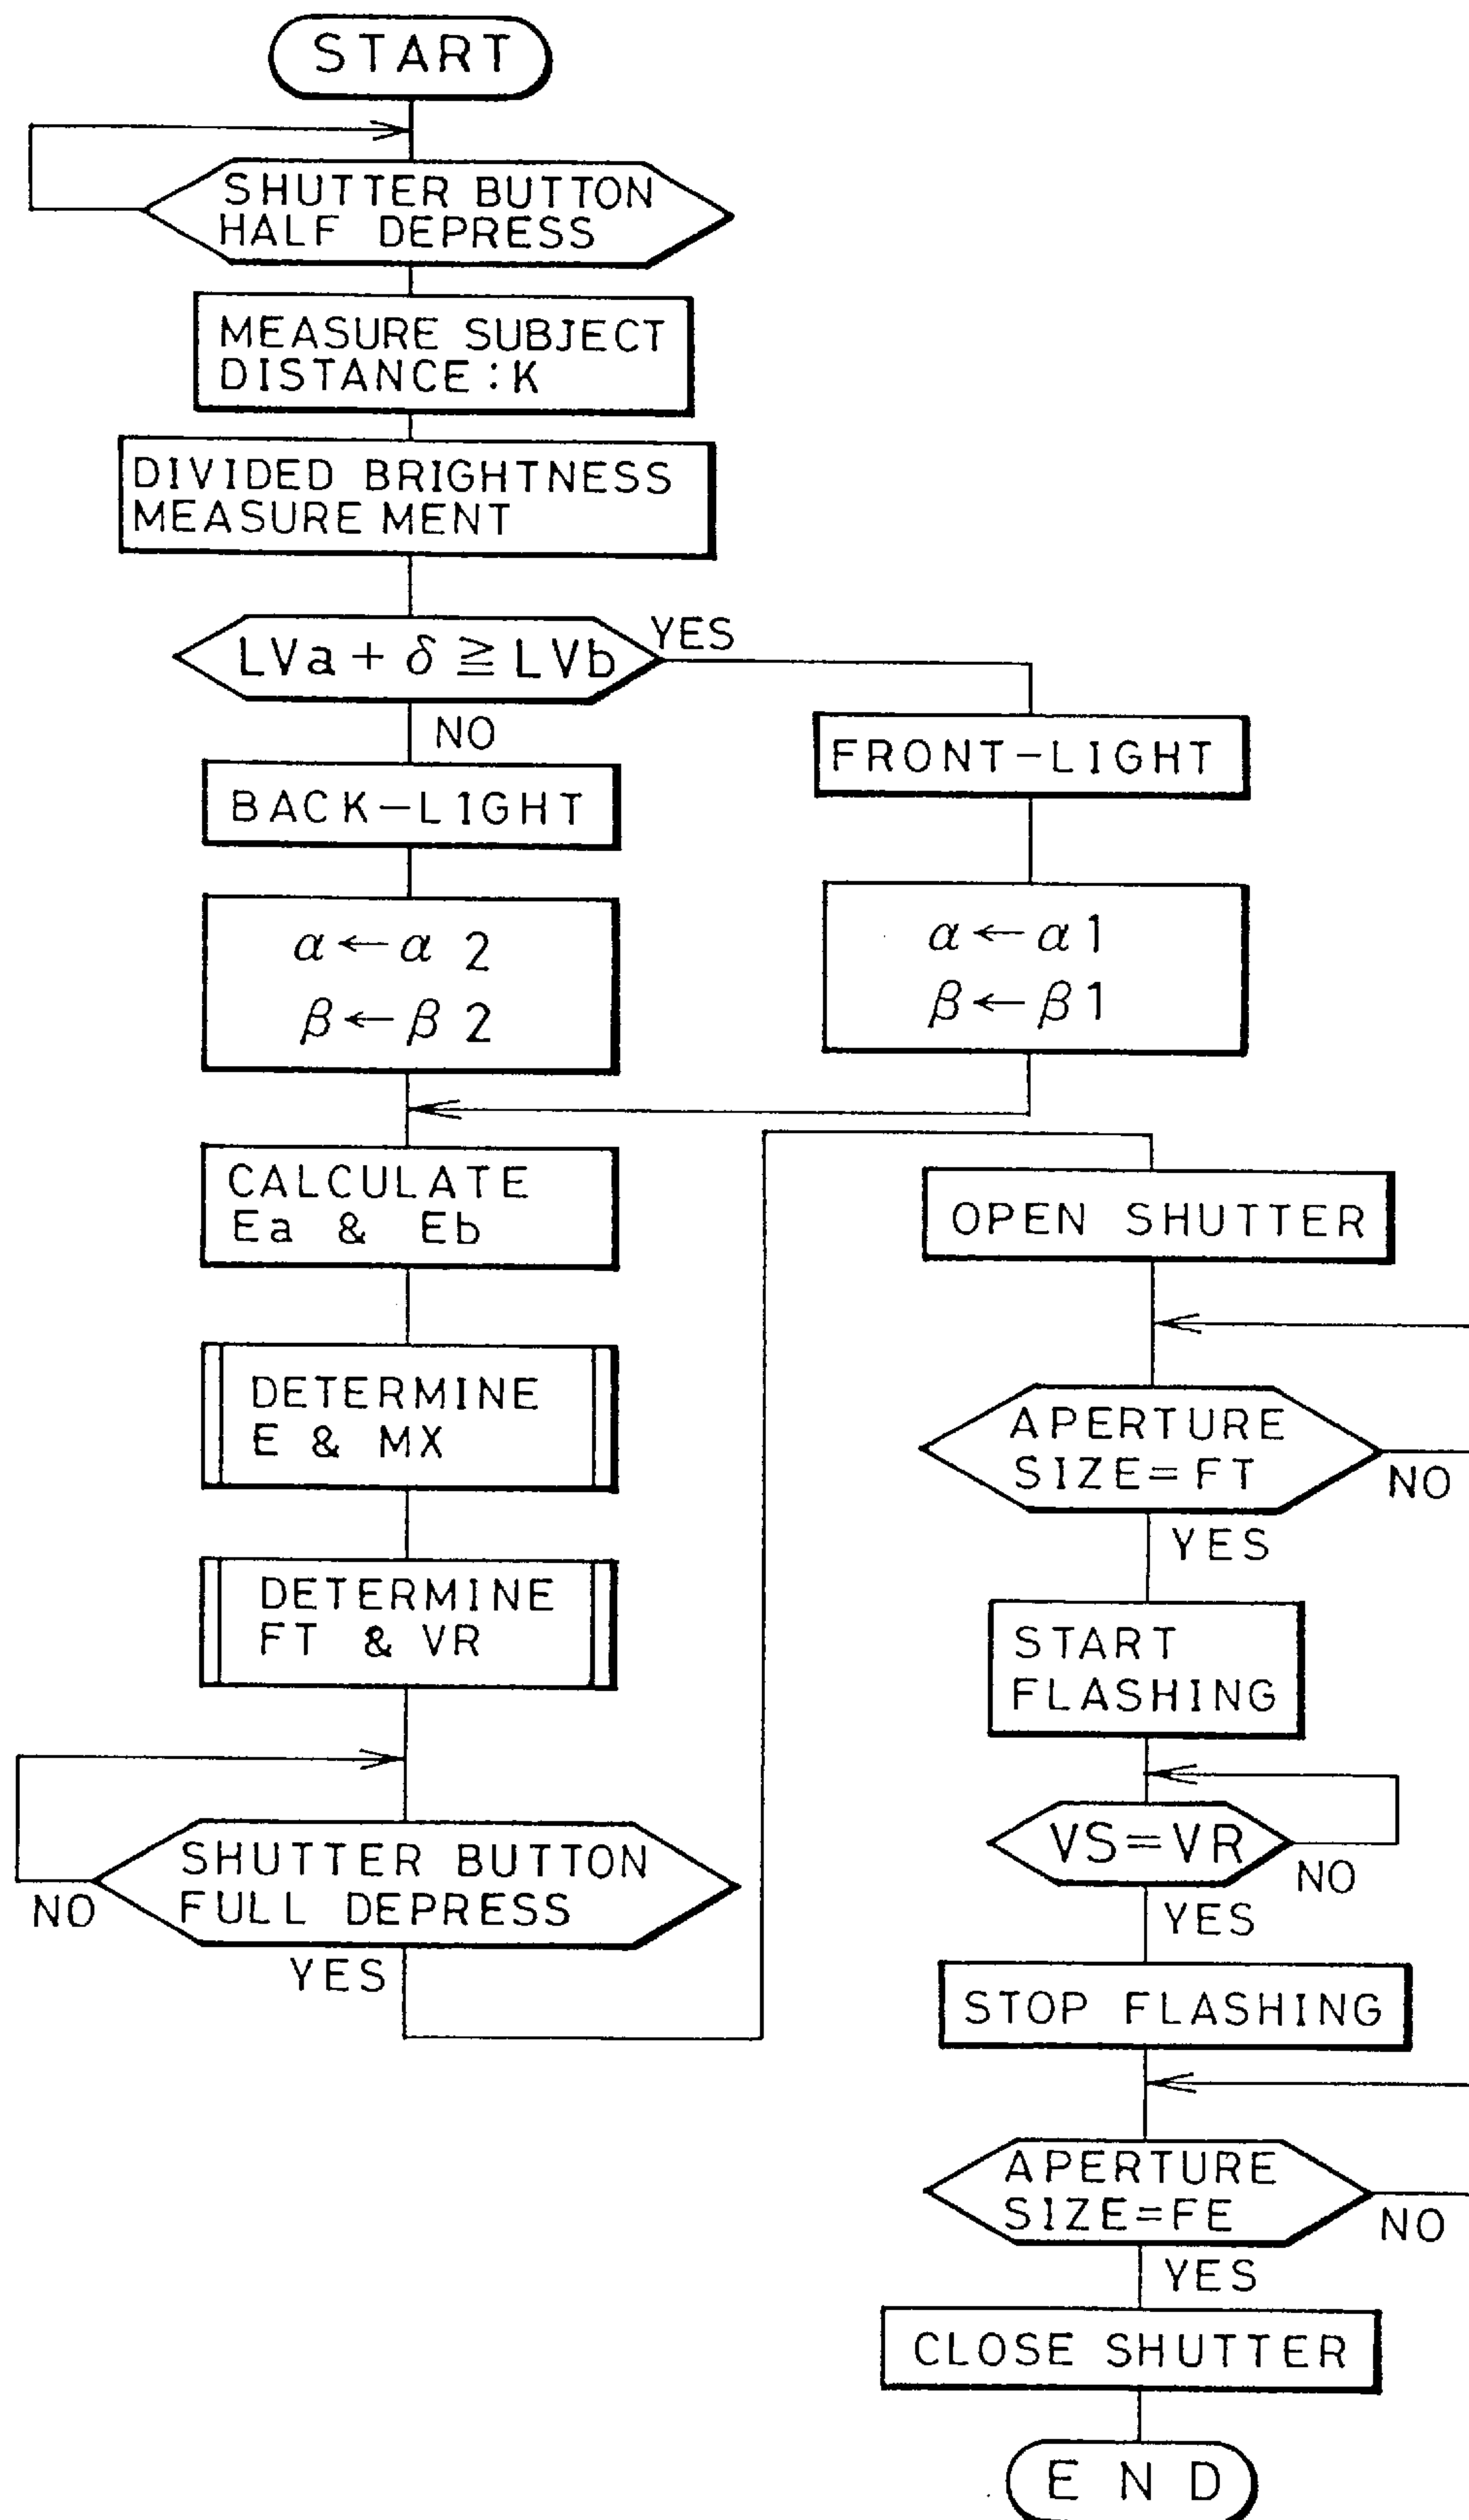 START
SHUTTER BUTTON
HALF DEPRESS
MEASURE SUBJECT
DISTANCE : K
DIVIDED BRIGHTNESS
MEASUREMENT
LVa + δ ≧ LVb
YES
NO
FRONT-LIGHT
BACK-LIGHT
α ← α 1
β ← β 1
α ← α 2
β ← β 2
CALCULATE
Ea & Eb
DETERMINE
E & MX
DETERMINE
FT & VR
SHUTTER BUTTON
FULL DEPRESS
NO
YES
OPEN SHUTTER
APERTURE
SIZE=FT
NO
YES
START
FLASHING
VS=VR
NO
YES
STOP FLASHING
APERTURE
SIZE=FE
NO
YES
CLOSE SHUTTER
END